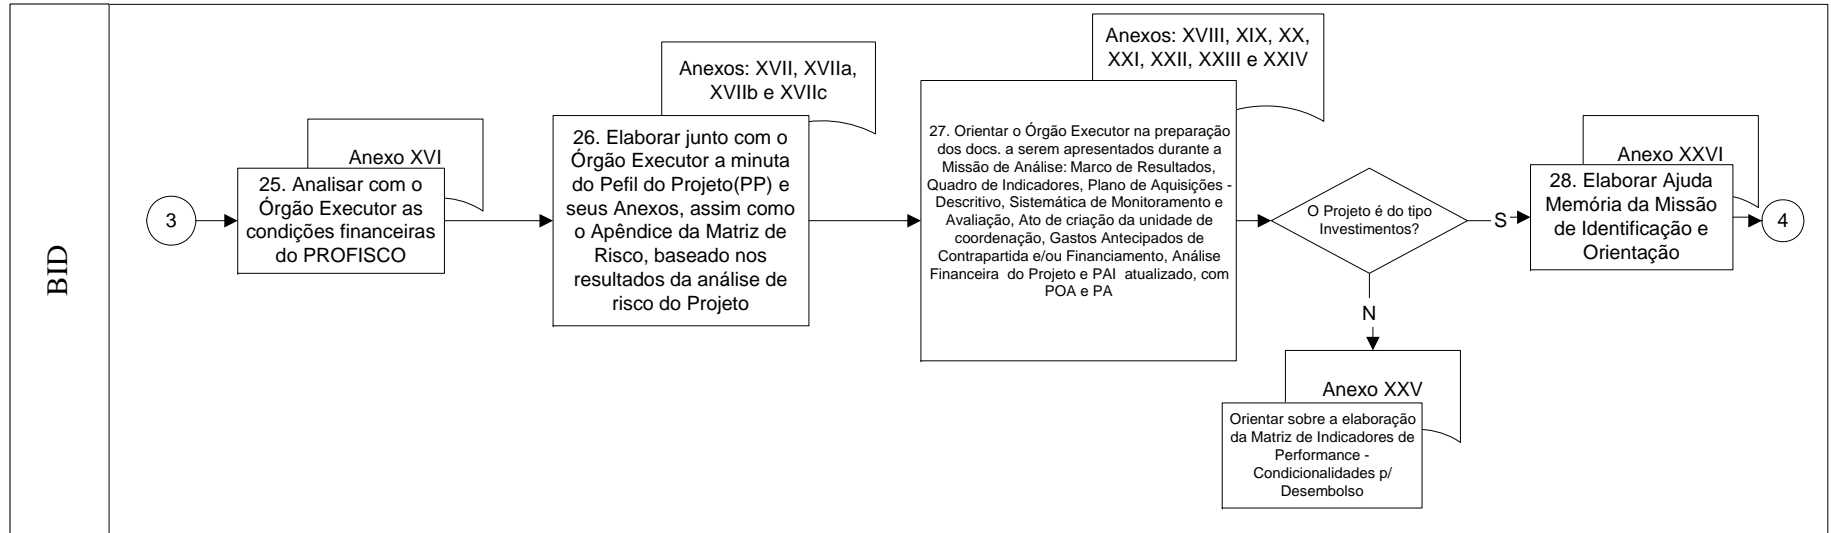 BID
3
Anexo XVI
25. Analisar com o
Órgão Executor as
condições financeiras
do PROFISCO
Anexos: XVII, XVIIa,
XVIIb e XVIIc
26. Elaborar junto com o
Órgão Executor a minuta
do Pefil do Projeto(PP) e
seus Anexos, assim como
o Apêndice da Matriz de
Risco, baseado nos
resultados da análise de
risco do Projeto
Anexos: XVIII, XIX, XX,
XXI, XXII, XXIII e XXIV
27. Orientar o Órgão Executor na preparação
dos docs. a serem apresentados durante a
Missão de Análise: Marco de Resultados,
Quadro de Indicadores, Plano de Aquisições -
Descritivo, Sistemática de Monitoramento e
Avaliação, Ato de criação da unidade de
coordenação, Gastos Antecipados de
Contrapartida e/ou Financiamento, Análise
Financeira do Projeto e PAI atualizado, com
POA e PA
O Projeto é do tipo
Investimentos?
S
N
Anexo XXV
Orientar sobre a elaboração
da Matriz de Indicadores de
Performance -
Condicionalidades p/
Desembolso
Anexo XXVI
28. Elaborar Ajuda
Memória da Missão
de Identificação e
Orientação
4